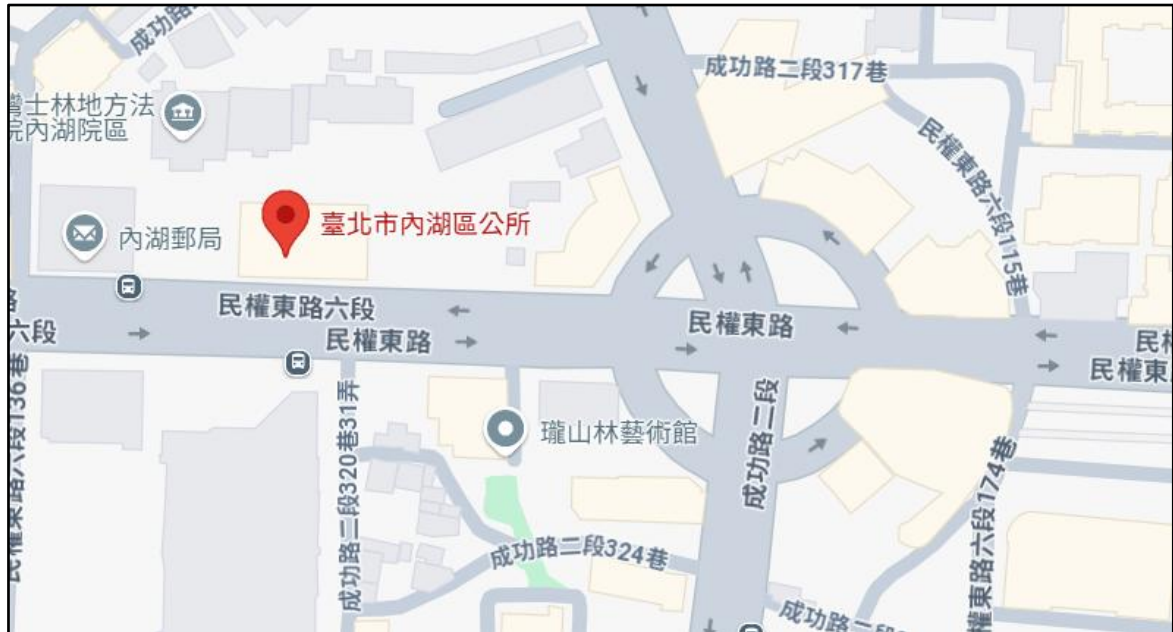 成功路
成功路二段317巷
灣士林地方法
院內湖院區
民權東路六段115巷
內湖郵局
臺北市內湖區公所
民權東路六段
民權東路
民權東路
六段
民權東
民權東路六段136巷
成功路二段320巷31弄
瓏山林藝術館
成功路二段
成功路二段324巷
民權東路六段174巷
成功路二段